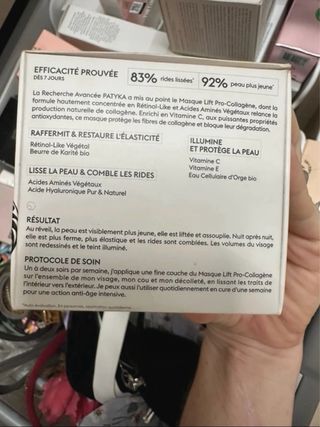 EFFICACITÉ PROUVÉE
DÈS 7 JOURS
83% rides lissées*
92% peau plus jeune*
La Recherche Avancée PATYKA a mis au point le Masque Lift Pro-Collagène, dont la
formule hautement concentrée en Rétinol-Like et Acides Aminés Végétaux relance la
production naturelle de collagène. Enrichi en Vitamine C, aux puissantes propriétés
antioxydantes, ce masque protège les fibres de collagène et bloque leur dégradation.
RAFFERMIT & RESTAURE L'ÉLASTICITÉ
Rétinol-Like Végétal
Beurre de Karité bio
LISSE LA PEAU & COMBLE LES RIDES
Acides Aminés Végétaux
Acide Hyaluronique Pur & Naturel
ILLUMINE
ET PROTÈGE LA PEAU
Vitamine C
Vitamine E
Eau Cellulaire d'Orge bio
RÉSULTAT
Au réveil, la peau est visiblement plus jeune, elle est liftée et assouplie. Nuit après nuit,
elle est plus ferme, plus élastique et les rides sont comblées. Les volumes du visage
sont redessinés et le teint illuminé.
PROTOCOLE DE SOIN
Un à deux soirs par semaine, j'applique une fine couche du Masque Lift Pro-Collagène
sur l'ensemble de mon visage, mon cou et mon décolleté, en lissant les traits de
l'intérieur vers l'extérieur. Je peux aussi l'utiliser quotidiennement en cure d'une semaine
pour une action anti-âge intensive.